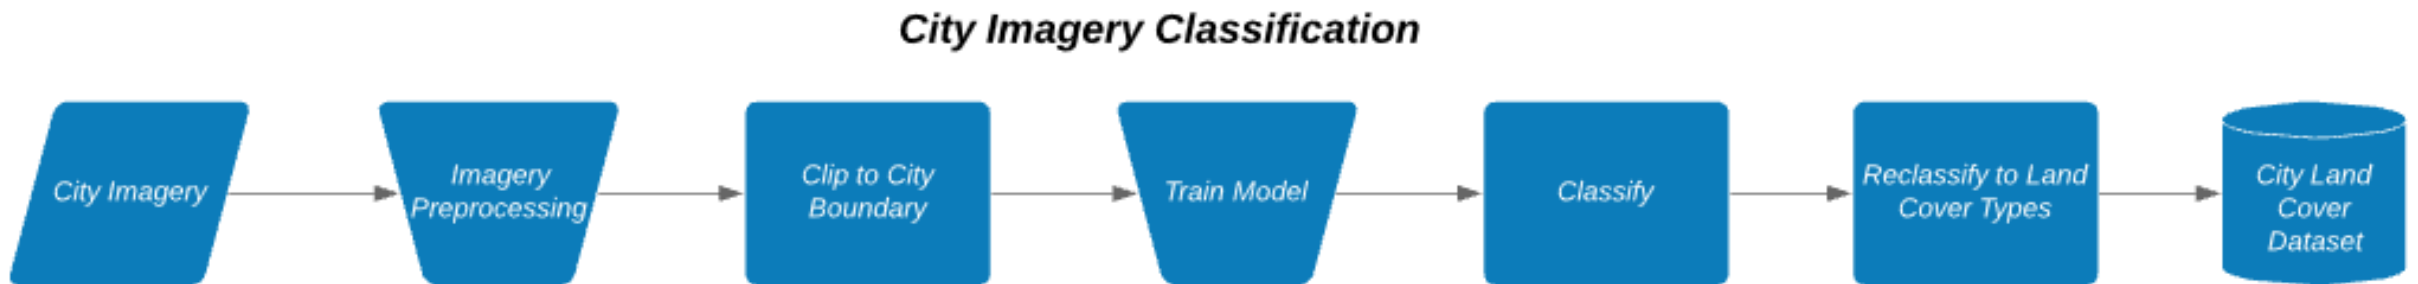 City Imagery Classification
City Imagery
Imagery
Preprocessing
Clip to City
Boundary
Train Model
Classify
Reclassify to Land
Cover Types
City Land
Cover
Dataset